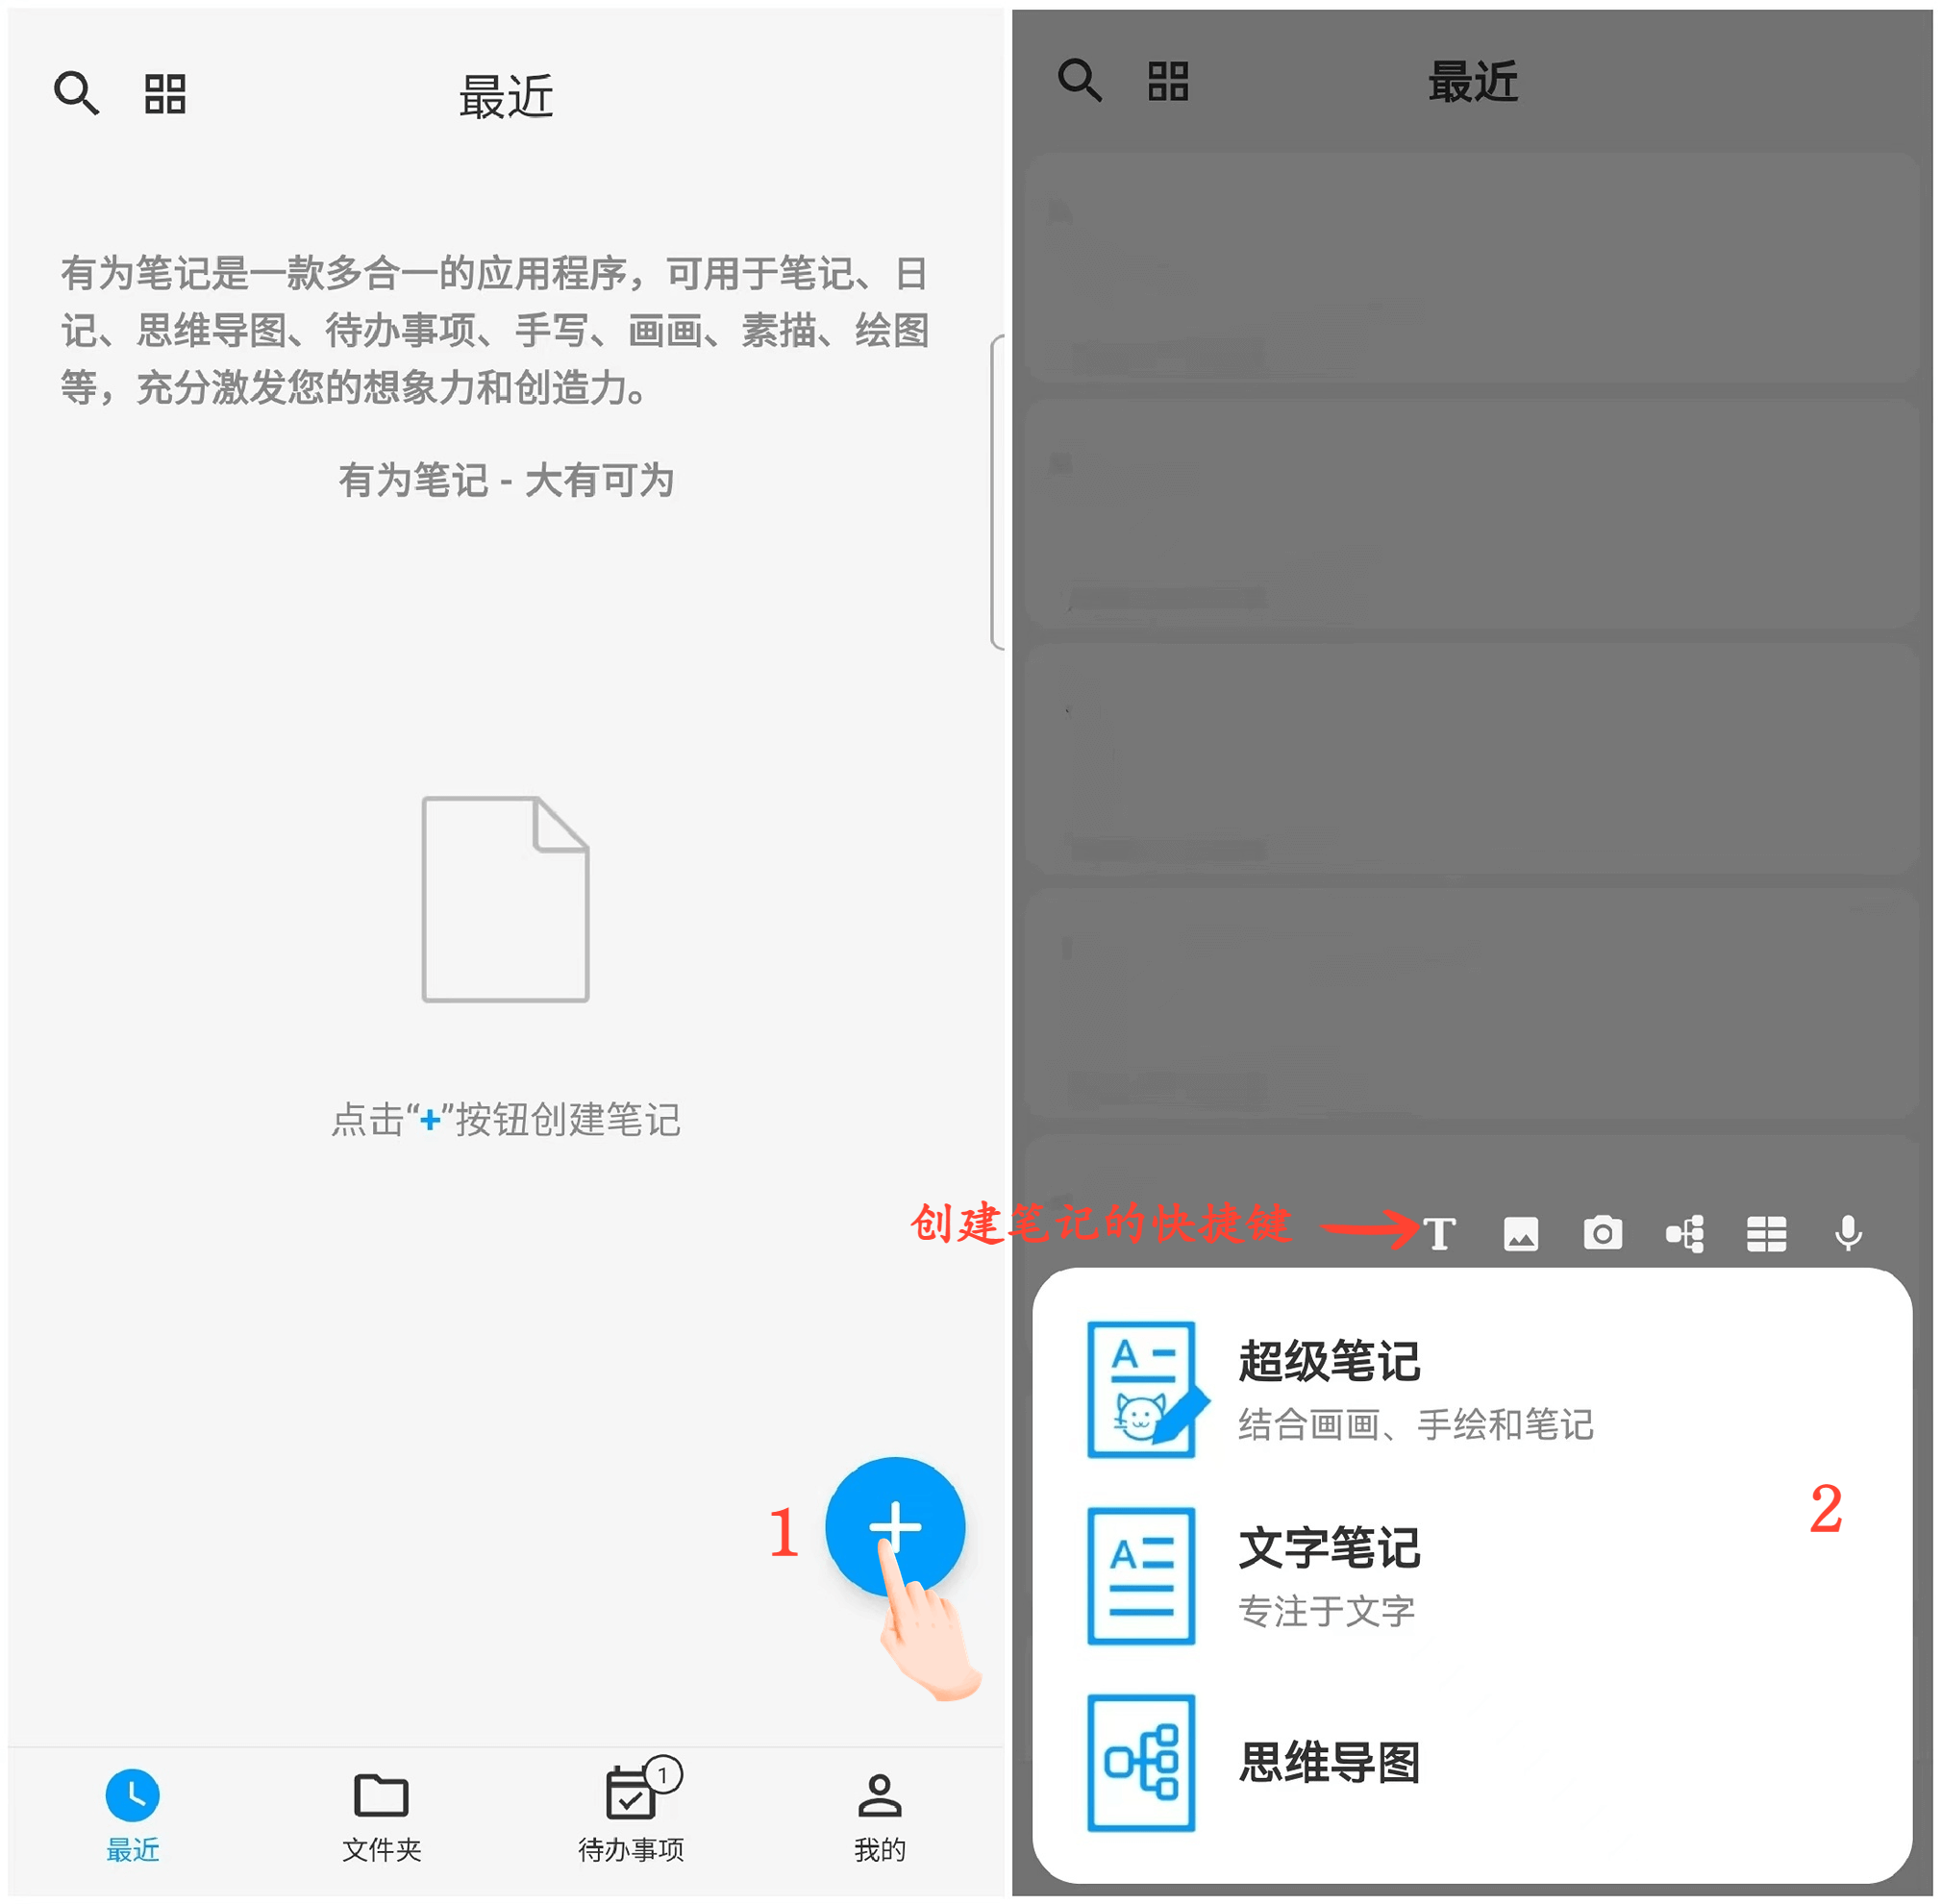 最近
有为笔记是一款多合一的应用程序，可用于笔记、日
记、思维导图、待办事项、手写、画画、素描、绘图
等，充分激发您的想象力和创造力。
有为笔记 - 大有可为
点击“+”按钮创建笔记
1
最近
文件夹
1
待办事项
我的
最近
创建笔记的快捷键
T
A
超级笔记
结合画画、手绘和笔记
2
A
文字笔记
专注于文字
思维导图